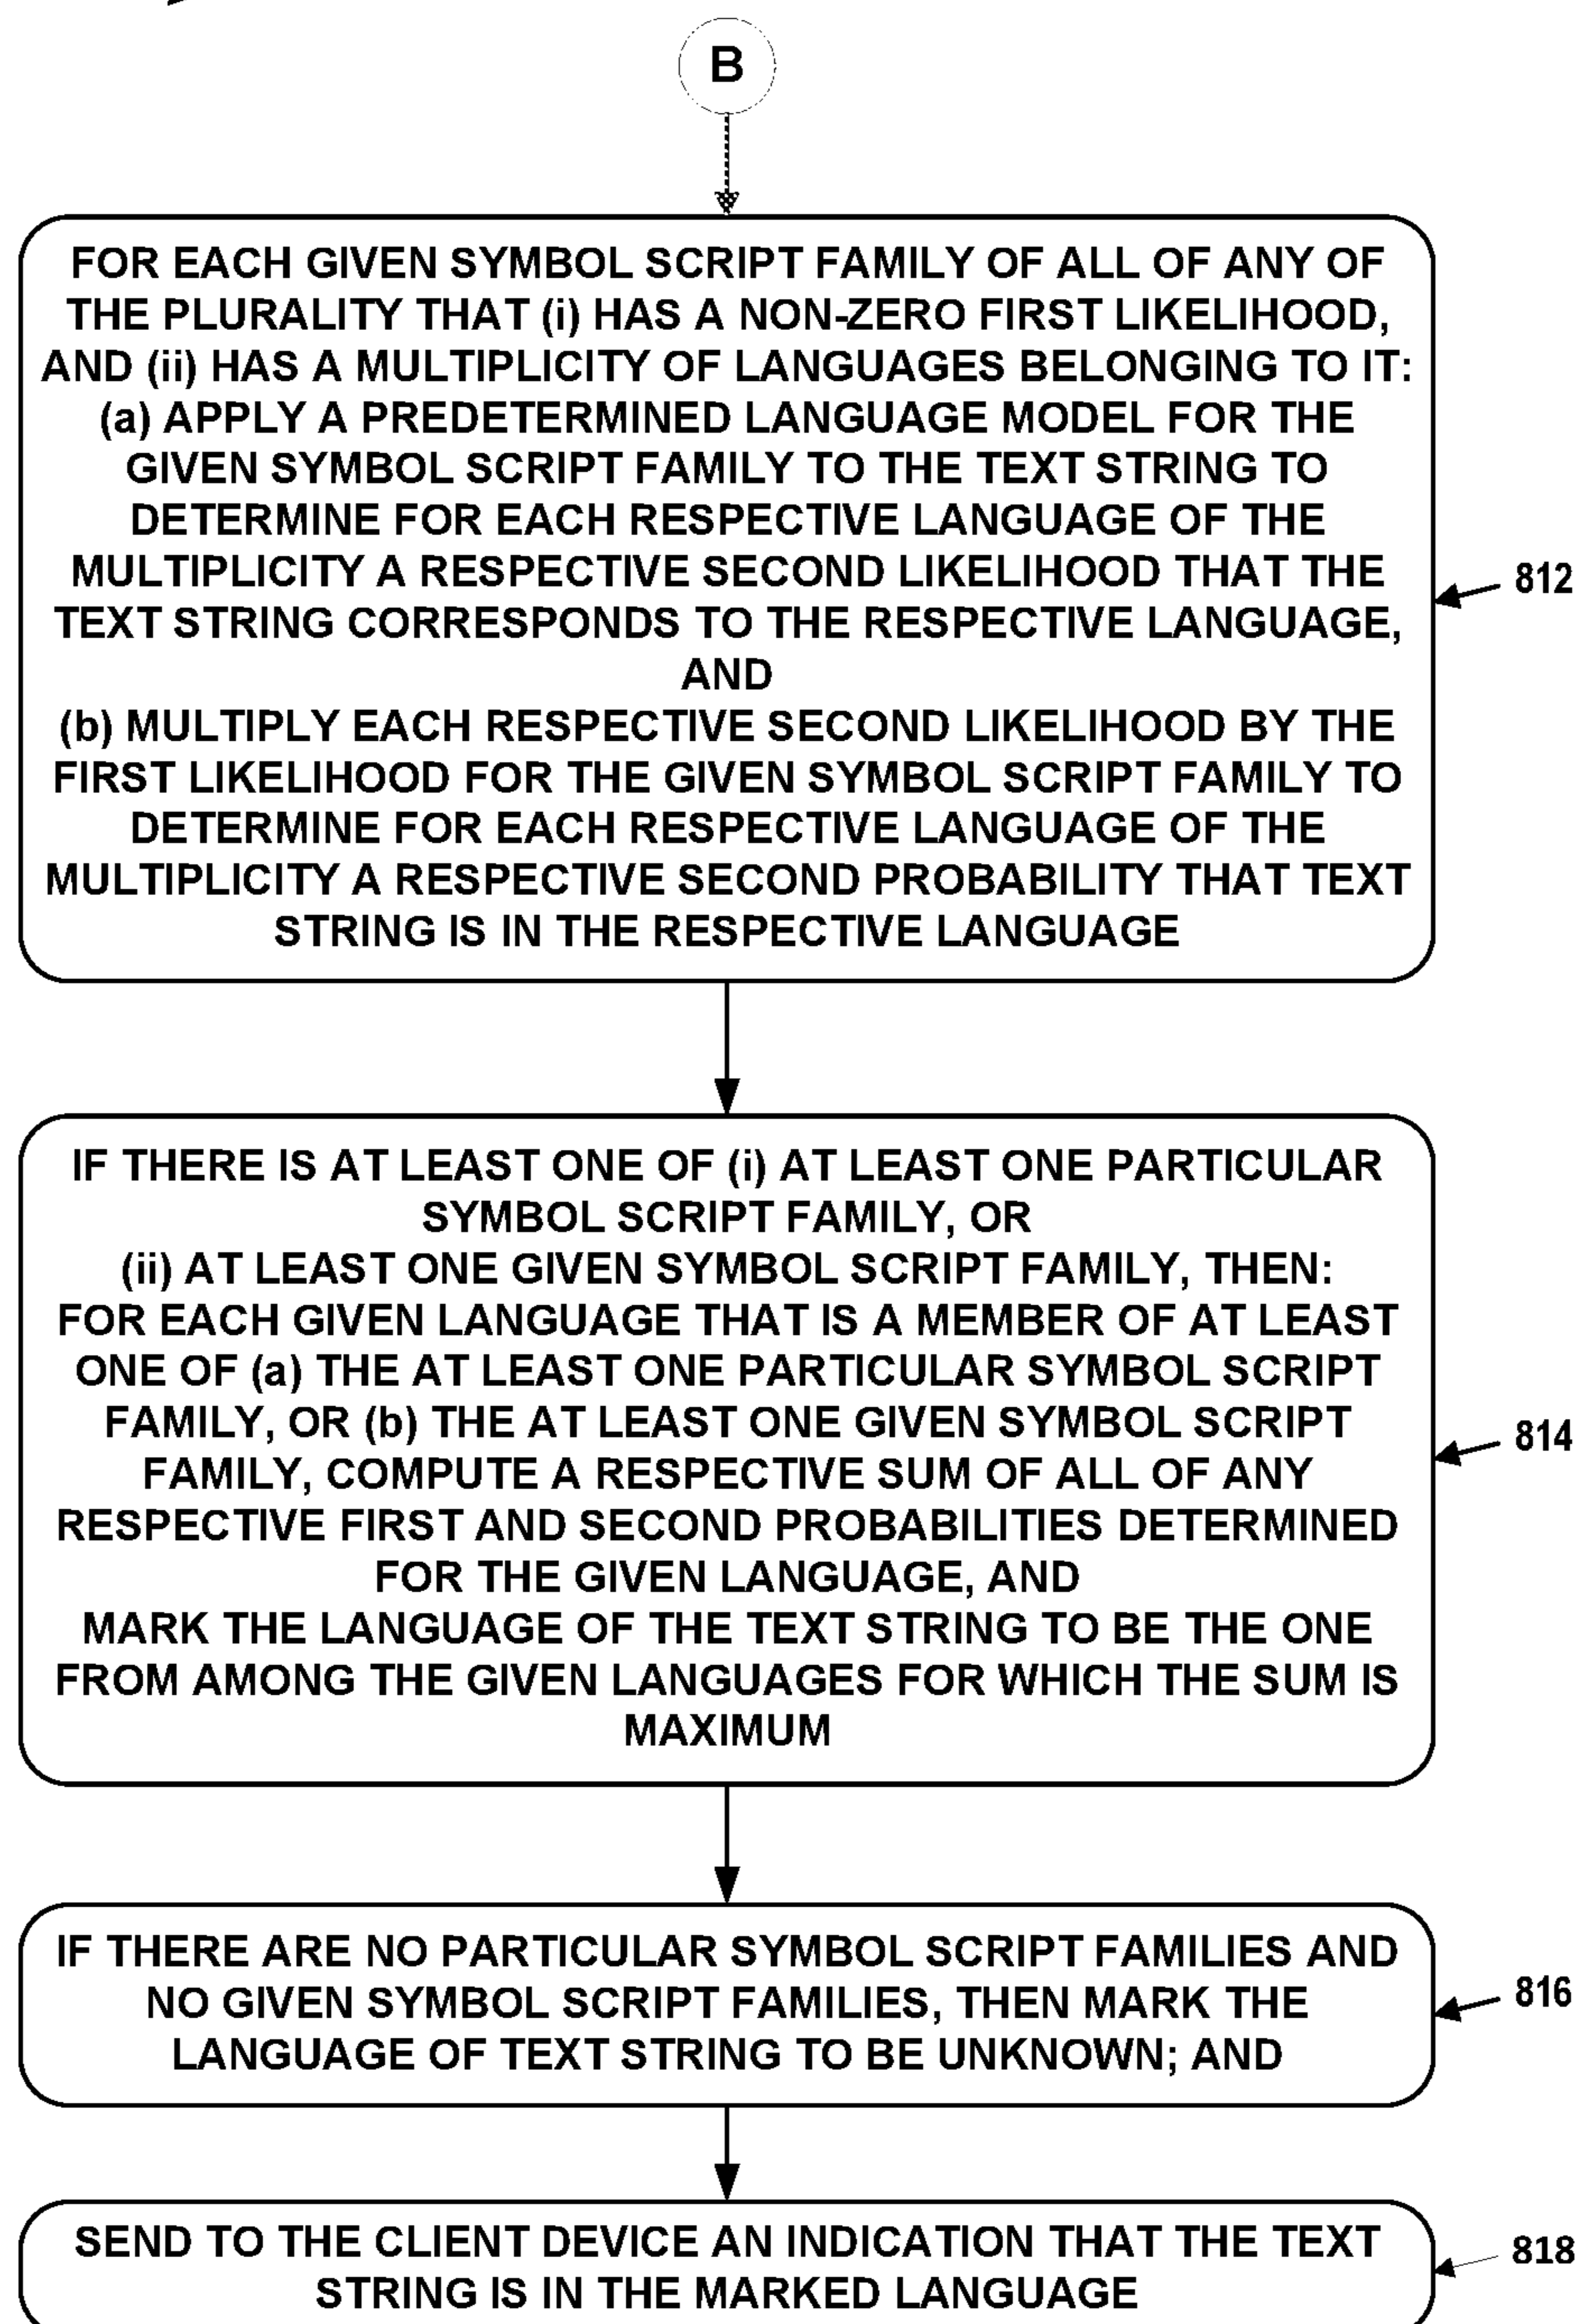 B
FOR EACH GIVEN SYMBOL SCRIPT FAMILY OF ALL OF ANY OF
THE PLURALITY THAT (i) HAS A NON-ZERO FIRST LIKELIHOOD,
AND (ii) HAS A MULTIPLICITY OF LANGUAGES BELONGING TO IT:
(a) APPLY A PREDETERMINED LANGUAGE MODEL FOR THE
GIVEN SYMBOL SCRIPT FAMILY TO THE TEXT STRING TO
DETERMINE FOR EACH RESPECTIVE LANGUAGE OF THE
MULTIPLICITY A RESPECTIVE SECOND LIKELIHOOD THAT THE
TEXT STRING CORRESPONDS TO THE RESPECTIVE LANGUAGE,
AND
(b) MULTIPLY EACH RESPECTIVE SECOND LIKELIHOOD BY THE
FIRST LIKELIHOOD FOR THE GIVEN SYMBOL SCRIPT FAMILY TO
DETERMINE FOR EACH RESPECTIVE LANGUAGE OF THE
MULTIPLICITY A RESPECTIVE SECOND PROBABILITY THAT TEXT
STRING IS IN THE RESPECTIVE LANGUAGE
812
IF THERE IS AT LEAST ONE OF (i) AT LEAST ONE PARTICULAR
SYMBOL SCRIPT FAMILY, OR
(ii) AT LEAST ONE GIVEN SYMBOL SCRIPT FAMILY, THEN:
FOR EACH GIVEN LANGUAGE THAT IS A MEMBER OF AT LEAST
ONE OF (a) THE AT LEAST ONE PARTICULAR SYMBOL SCRIPT
FAMILY, OR (b) THE AT LEAST ONE GIVEN SYMBOL SCRIPT
FAMILY, COMPUTE A RESPECTIVE SUM OF ALL OF ANY
RESPECTIVE FIRST AND SECOND PROBABILITIES DETERMINED
FOR THE GIVEN LANGUAGE, AND
MARK THE LANGUAGE OF THE TEXT STRING TO BE THE ONE
FROM AMONG THE GIVEN LANGUAGES FOR WHICH THE SUM IS
MAXIMUM
814
IF THERE ARE NO PARTICULAR SYMBOL SCRIPT FAMILIES AND
NO GIVEN SYMBOL SCRIPT FAMILIES, THEN MARK THE
LANGUAGE OF TEXT STRING TO BE UNKNOWN; AND
816
SEND TO THE CLIENT DEVICE AN INDICATION THAT THE TEXT
STRING IS IN THE MARKED LANGUAGE
818